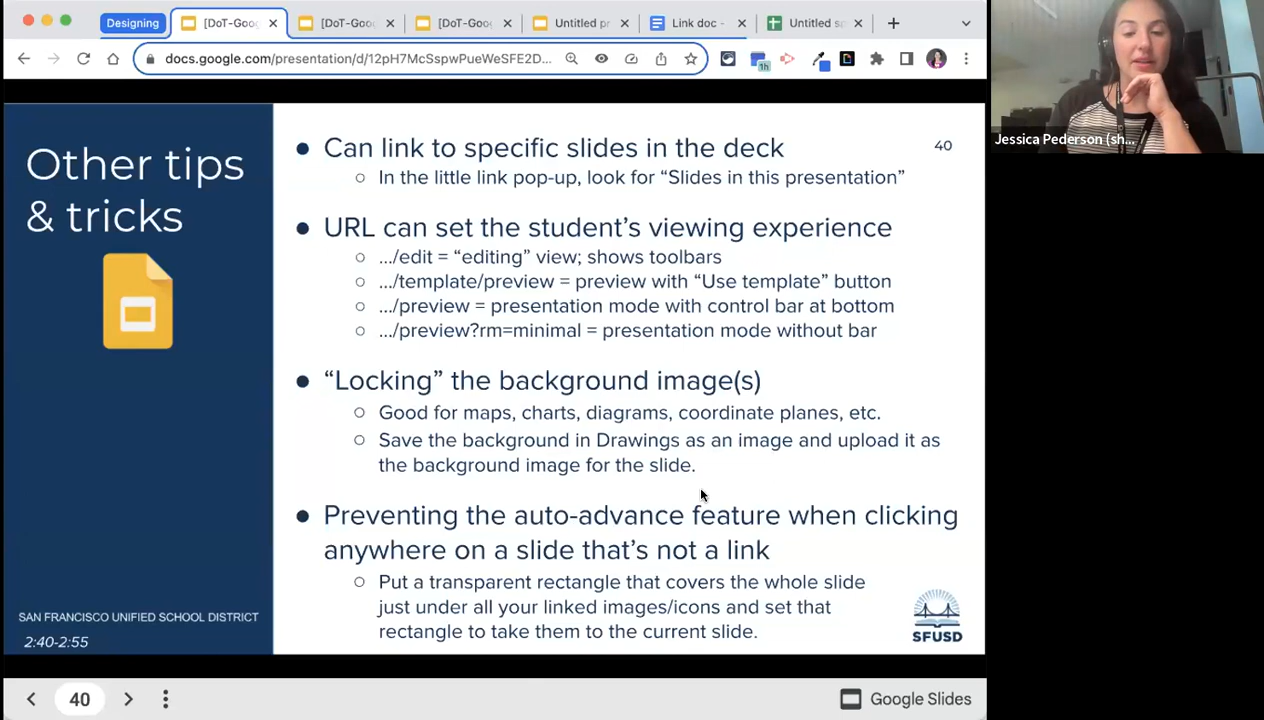 Designing
[DoT-Goo
[DoT-Goo
[DoT-Goo
Untitled pr
Link doc -
Untitled s
docs.google.com/presentation/d/12pH7McSspwPueWeSFE2D...
1h
Other tips
& tricks
SAN FRANCISCO UNIFIED SCHOOL DISTRICT
2:40-2:55
40
● Can link to specific slides in the deck
○ In the little link pop-up, look for “Slides in this presentation”
● URL can set the student’s viewing experience
○ .../edit = “editing” view; shows toolbars
○ .../template/preview = preview with “Use template” button
○ .../preview = presentation mode with control bar at bottom
○ .../preview?rm=minimal = presentation mode without bar
● “Locking” the background image(s)
○ Good for maps, charts, diagrams, coordinate planes, etc.
○ Save the background in Drawings as an image and upload it as
the background image for the slide.
● Preventing the auto-advance feature when clicking
anywhere on a slide that’s not a link
○ Put a transparent rectangle that covers the whole slide
just under all your linked images/icons and set that
rectangle to take them to the current slide.
SFUSD
40
Google Slides
Jessica Pederson (sh...